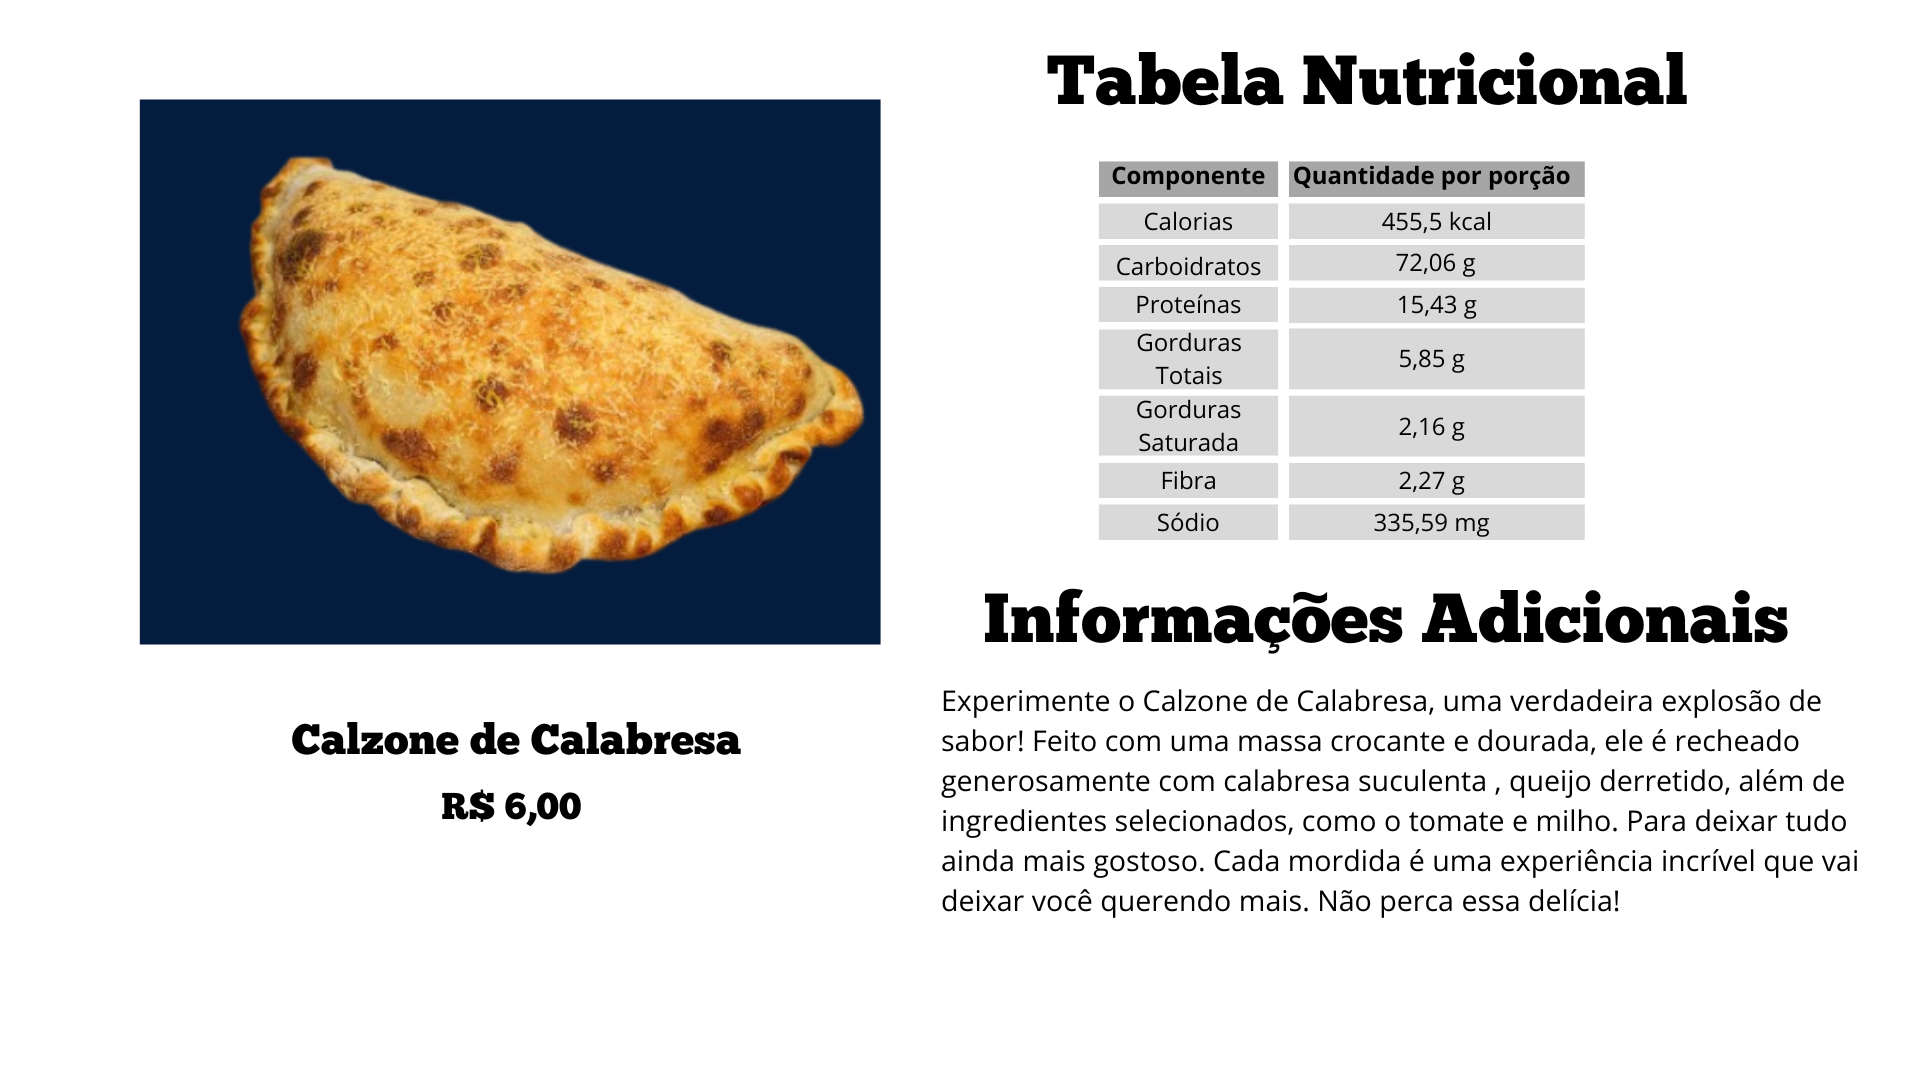 Calzone de Calabresa
R$ 6,00
Tabela Nutricional
Componente Quantidade por porção
Calorias 455,5 kcal
Carboidratos 72,06 g
Proteínas 15,43 g
Gorduras
Totais 5,85 g
Gorduras
Saturada 2,16 g
Fibra 2,27 g
Sódio 335,59 mg
Informações Adicionais
Experimente o Calzone de Calabresa, uma verdadeira explosão de
sabor! Feito com uma massa crocante e dourada, ele é recheado
generosamente com calabresa suculenta , queijo derretido, além de
ingredientes selecionados, como o tomate e milho. Para deixar tudo
ainda mais gostoso. Cada mordida é uma experiência incrível que vai
deixar você querendo mais. Não perca essa delícia!